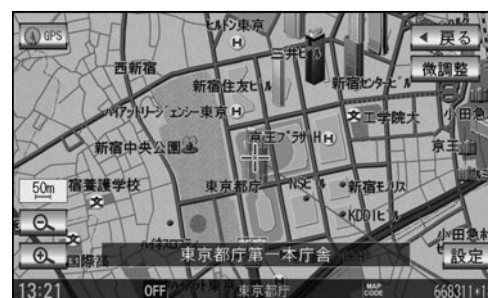 GPS
ヒルトン東京
H
三井ビル
戻る
西新宿
新宿住友ビル
新宿センタービル
微調整
ハイアットリージェンシー東京 H
文 工学院大
小田急
新宿中央公園
京王プラザH H
京王
50m
宿養護学校
文
東京都庁
NSビル
新宿モノリス
KDDIビル
小田急
国際高
東京都庁第一本庁舎
設定
13:21
OFF
東京都庁
MAP CODE
668311*1